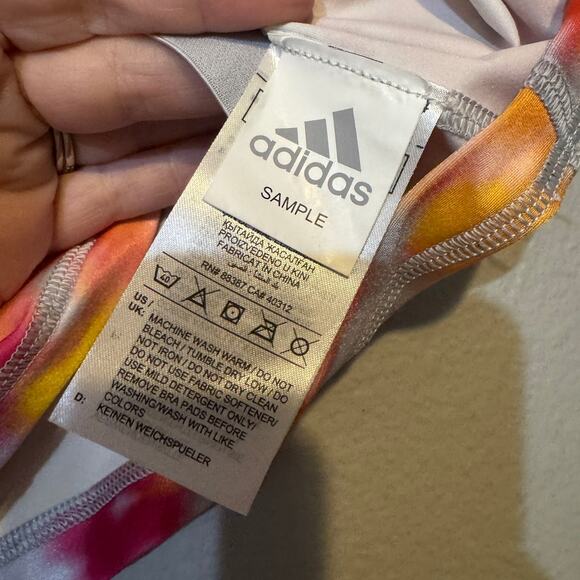 adidas
SAMPLE
ҚЫТАЙДА ЖАСАЛҒАН
PROIZVEDENO U KINI
FABRICAT IN CHINA
RN# 88387 CA# 40312
US /
UK: MACHINE WASH WARM / DO NOT
BLEACH / TUMBLE DRY LOW / DO
NOT IRON / DO NOT DRY CLEAN
DO NOT USE FABRIC SOFTENER/
USE MILD DETERGENT ONLY/
REMOVE BRA PADS BEFORE
WASHING/WASH WITH LIKE
COLORS
D: KEINEN WEICHSPUELER